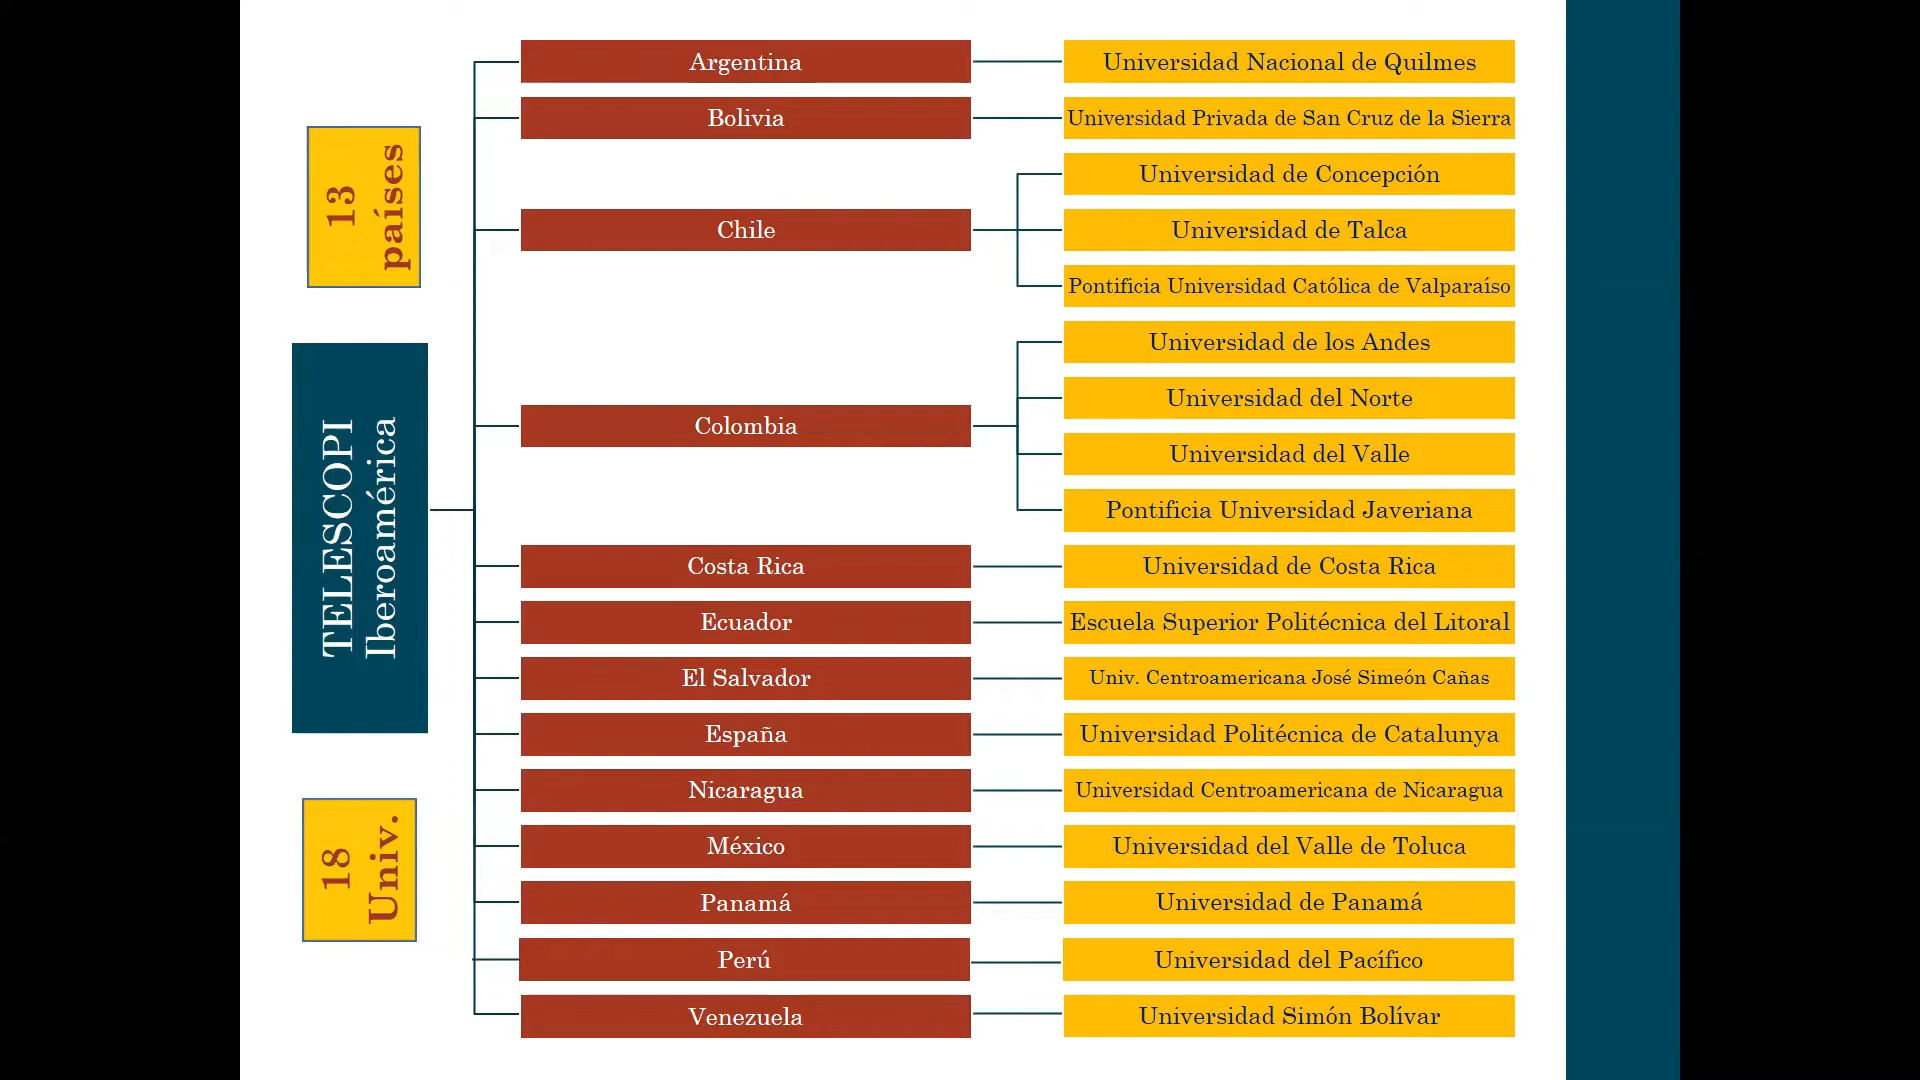 13
países
TELESCOPI
Iberoamérica
18
Univ.
Argentina
Universidad Nacional de Quilmes
Bolivia
Universidad Privada de San Cruz de la Sierra
Chile
Universidad de Concepción
Universidad de Talca
Pontificia Universidad Católica de Valparaíso
Colombia
Universidad de los Andes
Universidad del Norte
Universidad del Valle
Pontificia Universidad Javeriana
Costa Rica
Universidad de Costa Rica
Ecuador
Escuela Superior Politécnica del Litoral
El Salvador
Univ. Centroamericana José Simeón Cañas
España
Universidad Politécnica de Catalunya
Nicaragua
Universidad Centroamericana de Nicaragua
México
Universidad del Valle de Toluca
Panamá
Universidad de Panamá
Perú
Universidad del Pacífico
Venezuela
Universidad Simón Bolívar